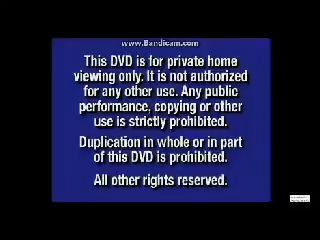 www.Bandicam.com
This DVD is for private home
viewing only. It is not authorized
for any other use. Any public
performance, copying or other
use is strictly prohibited.
Duplication in whole or in part
of this DVD is prohibited.
All other rights reserved.